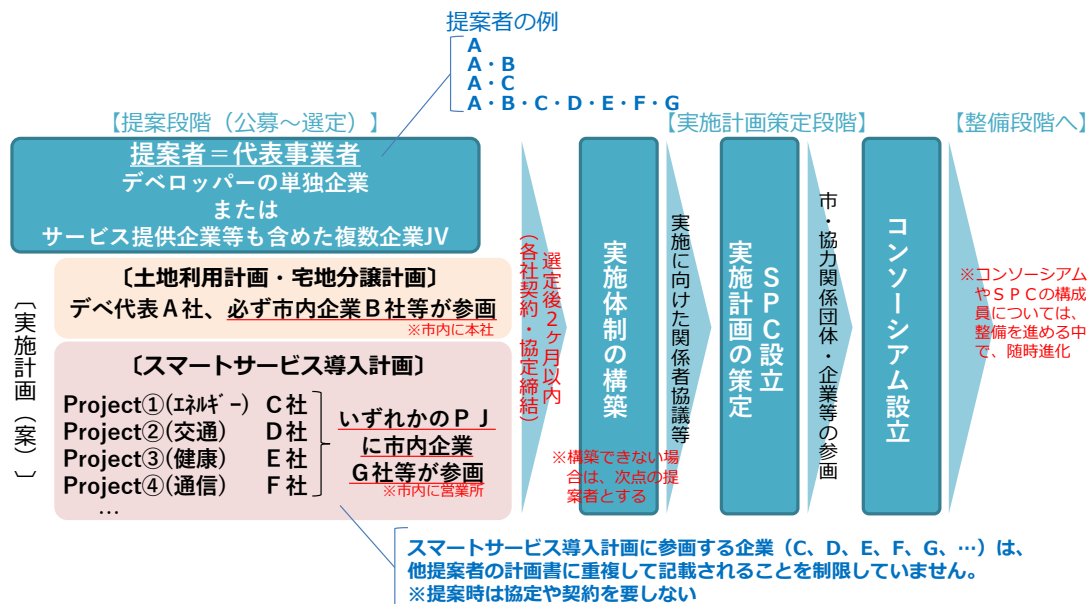 提案者の例
A
A・B
A・C
A・B・C・D・E・F・G
【提案段階（公募～選定）】
提案者＝代表事業者
デベロッパーの単独企業
または
サービス提供企業等も含めた複数企業JV
〔実施計画（案）〕
〔土地利用計画・宅地分譲計画〕
デベ代表Ａ社、必ず市内企業Ｂ社等が参画
※市内に本社
〔スマートサービス導入計画〕
Project①(ｴﾈﾙｷﾞｰ) C社
Project②(交通) D社
Project③(健康) E社
Project④(通信) F社
…
いずれかのＰＪ
に市内企業
Ｇ社等が参画
※市内に営業所
選定後２ヶ月以内
（各社契約・協定締結）
【実施計画策定段階】
実施体制の構築
※構築できない場
合は、次点の提
案者とする
実施に向けた関係者協議等
ＳＰＣ設立
実施計画の策定
市・協力関係団体・企業等の参画
コンソーシアム設立
【整備段階へ】
※コンソーシアム
やＳＰＣの構成
員については、
整備を進める中
で、随時進化
スマートサービス導入計画に参画する企業（C、D、E、F、G、…）は、
他提案者の計画書に重複して記載されることを制限していません。
※提案時は協定や契約を要しない